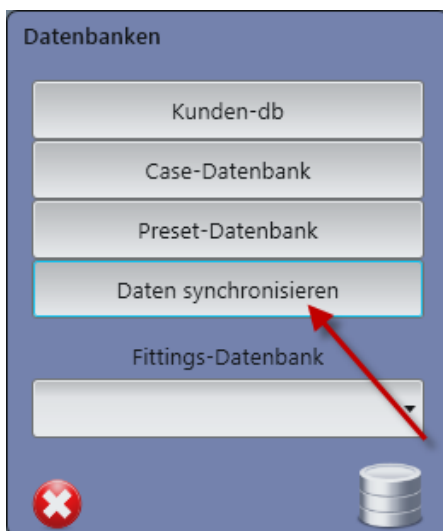 Datenbanken
Kunden-db
Case-Datenbank
Preset-Datenbank
Daten synchronisieren
Fittings-Datenbank